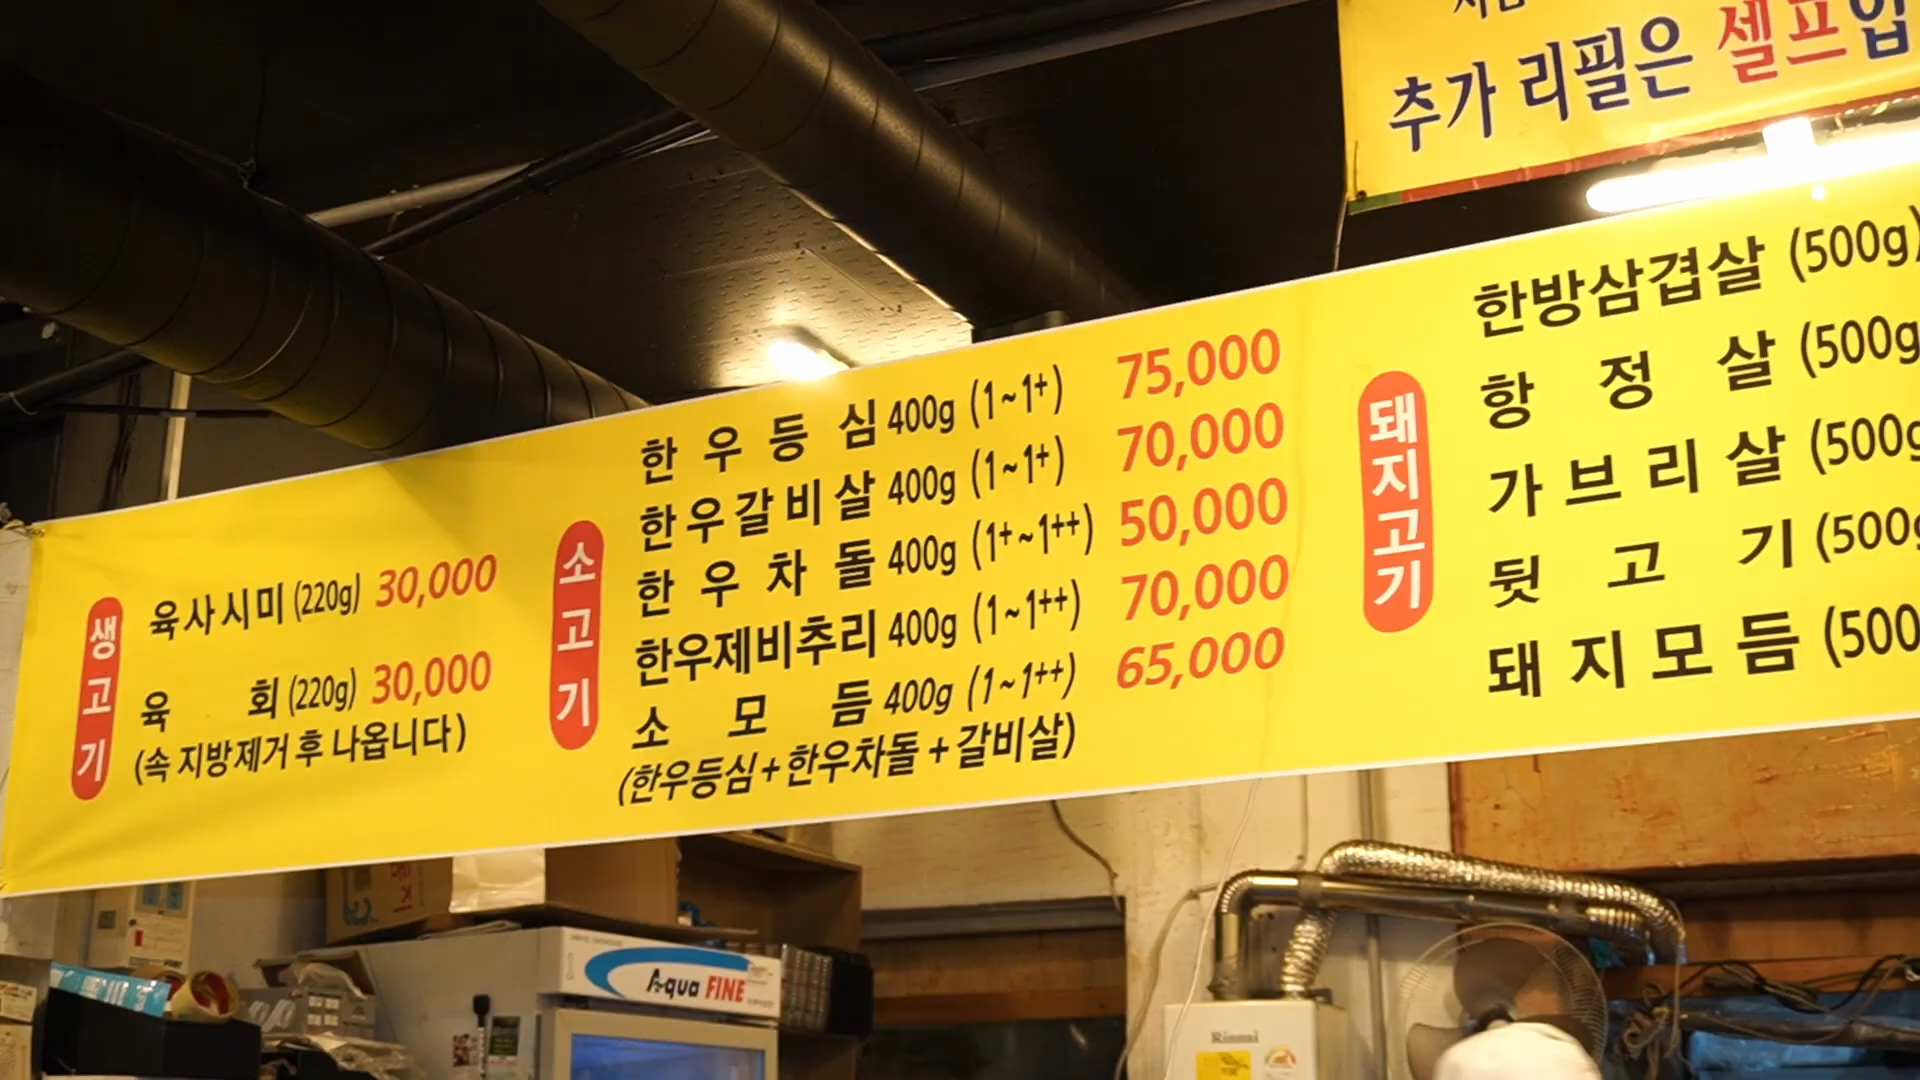 추가 리필은 셀프입
생고기
육사시미 (220g) 30,000
육 회 (220g) 30,000
(속 지방제거 후 나옵니다)
소고기
한우등심 400g (1~1+) 75,000
한우갈비살 400g (1~1+) 70,000
한우차돌 400g (1+~1++) 50,000
한우제비추리 400g (1~1++) 70,000
소모듬 400g (1~1++) 65,000
(한우등심+한우차돌+갈비살)
돼지고기
한방삼겹살 (500g)
항정살 (500g
가브리살 (500g
뒷고기 (500g
돼지모듬 (500
Aqua FINE
Rinnai